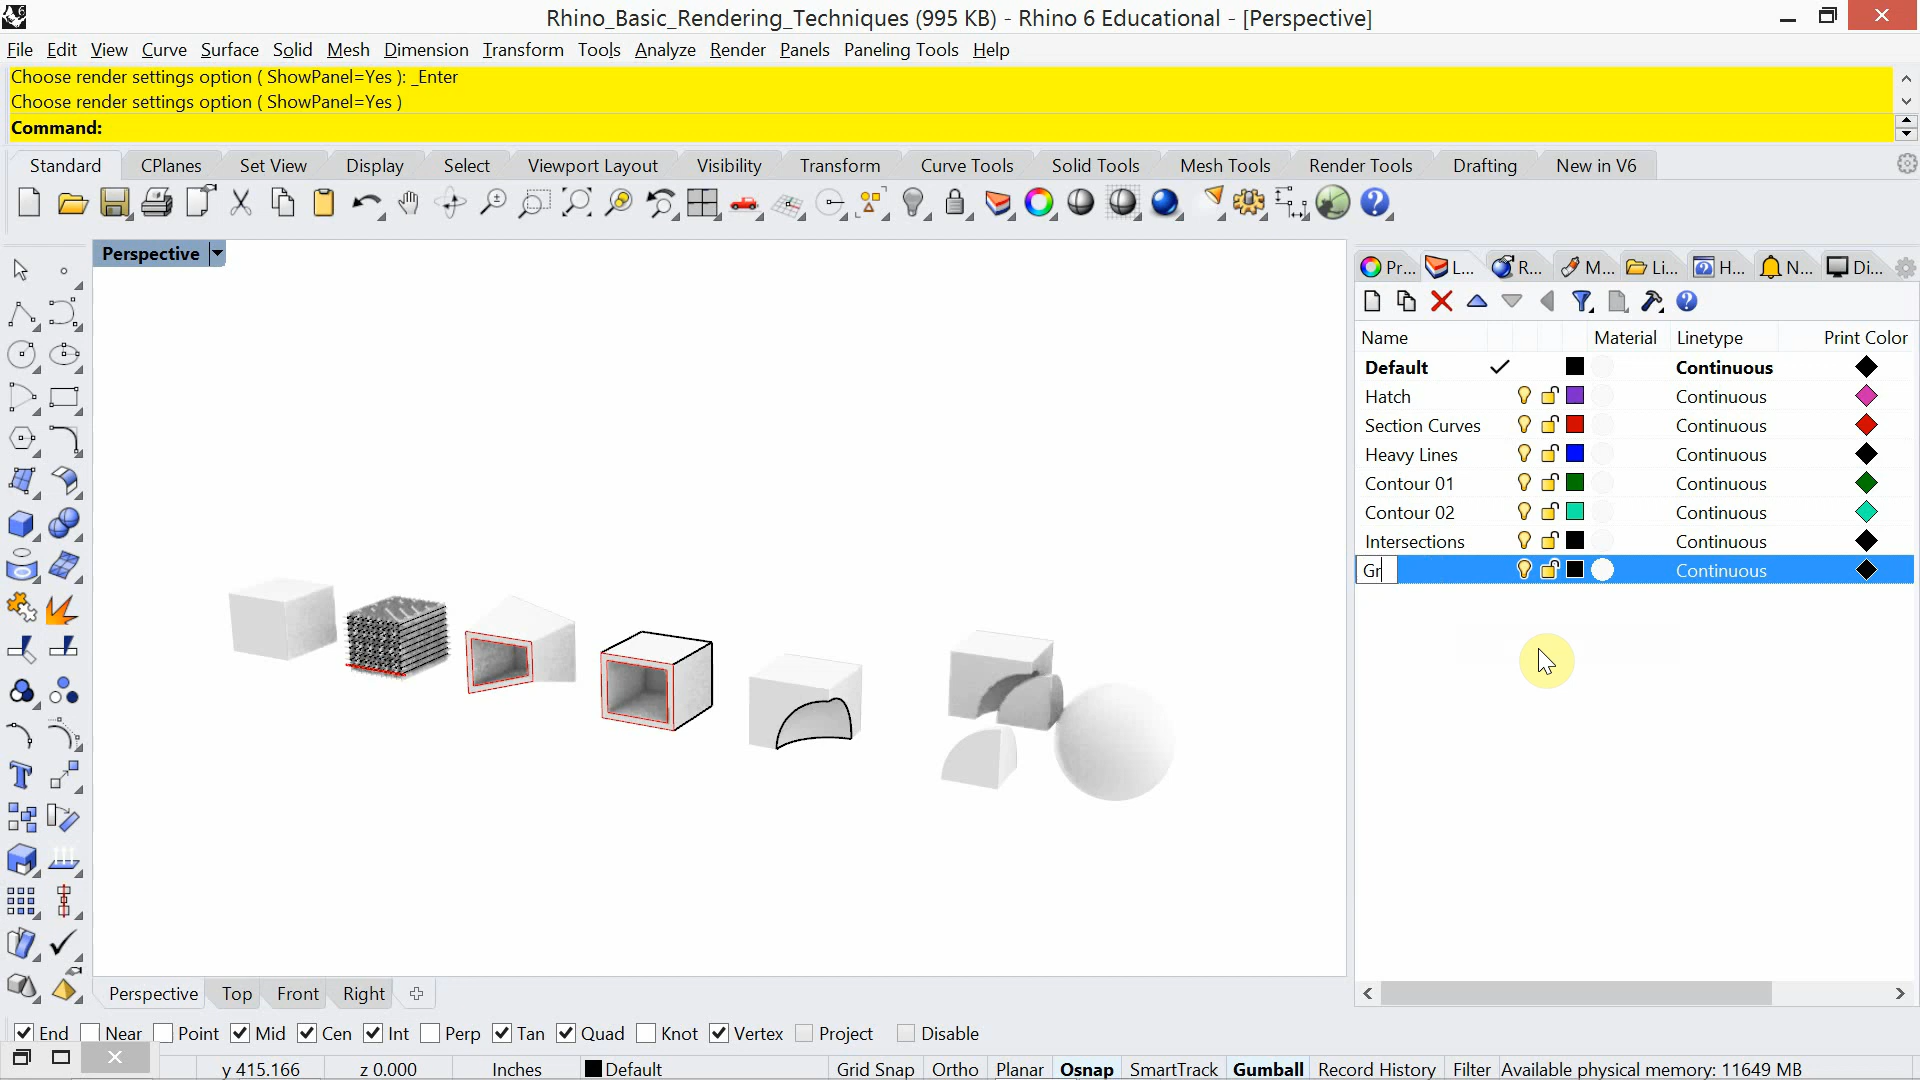 Rhino_Basic_Rendering_Techniques (995 KB) - Rhino 6 Educational - [Perspective]
File Edit View Curve Surface Solid Mesh Dimension Transform Tools Analyze Render Panels Paneling Tools Help
Choose render settings option ( ShowPanel=Yes ): _Enter
Choose render settings option ( ShowPanel=Yes )
Command:
Standard CPlanes Set View Display Select Viewport Layout Visibility Transform Curve Tools Solid Tools Mesh Tools Render Tools Drafting New in V6
Perspective
Pr... L... R... M... Li... H... N... Di...
Name Material Linetype Print Color
Default Continuous
Hatch Continuous
Section Curves Continuous
Heavy Lines Continuous
Contour 01 Continuous
Contour 02 Continuous
Intersections Continuous
Gr Continuous
Perspective Top Front Right
End Near Point Mid Cen Int Perp Tan Quad Knot Vertex Project Disable
y 415.166 z 0.000 Inches Default Grid Snap Ortho Planar Osnap SmartTrack Gumball Record History Filter Available physical memory: 11649 MB